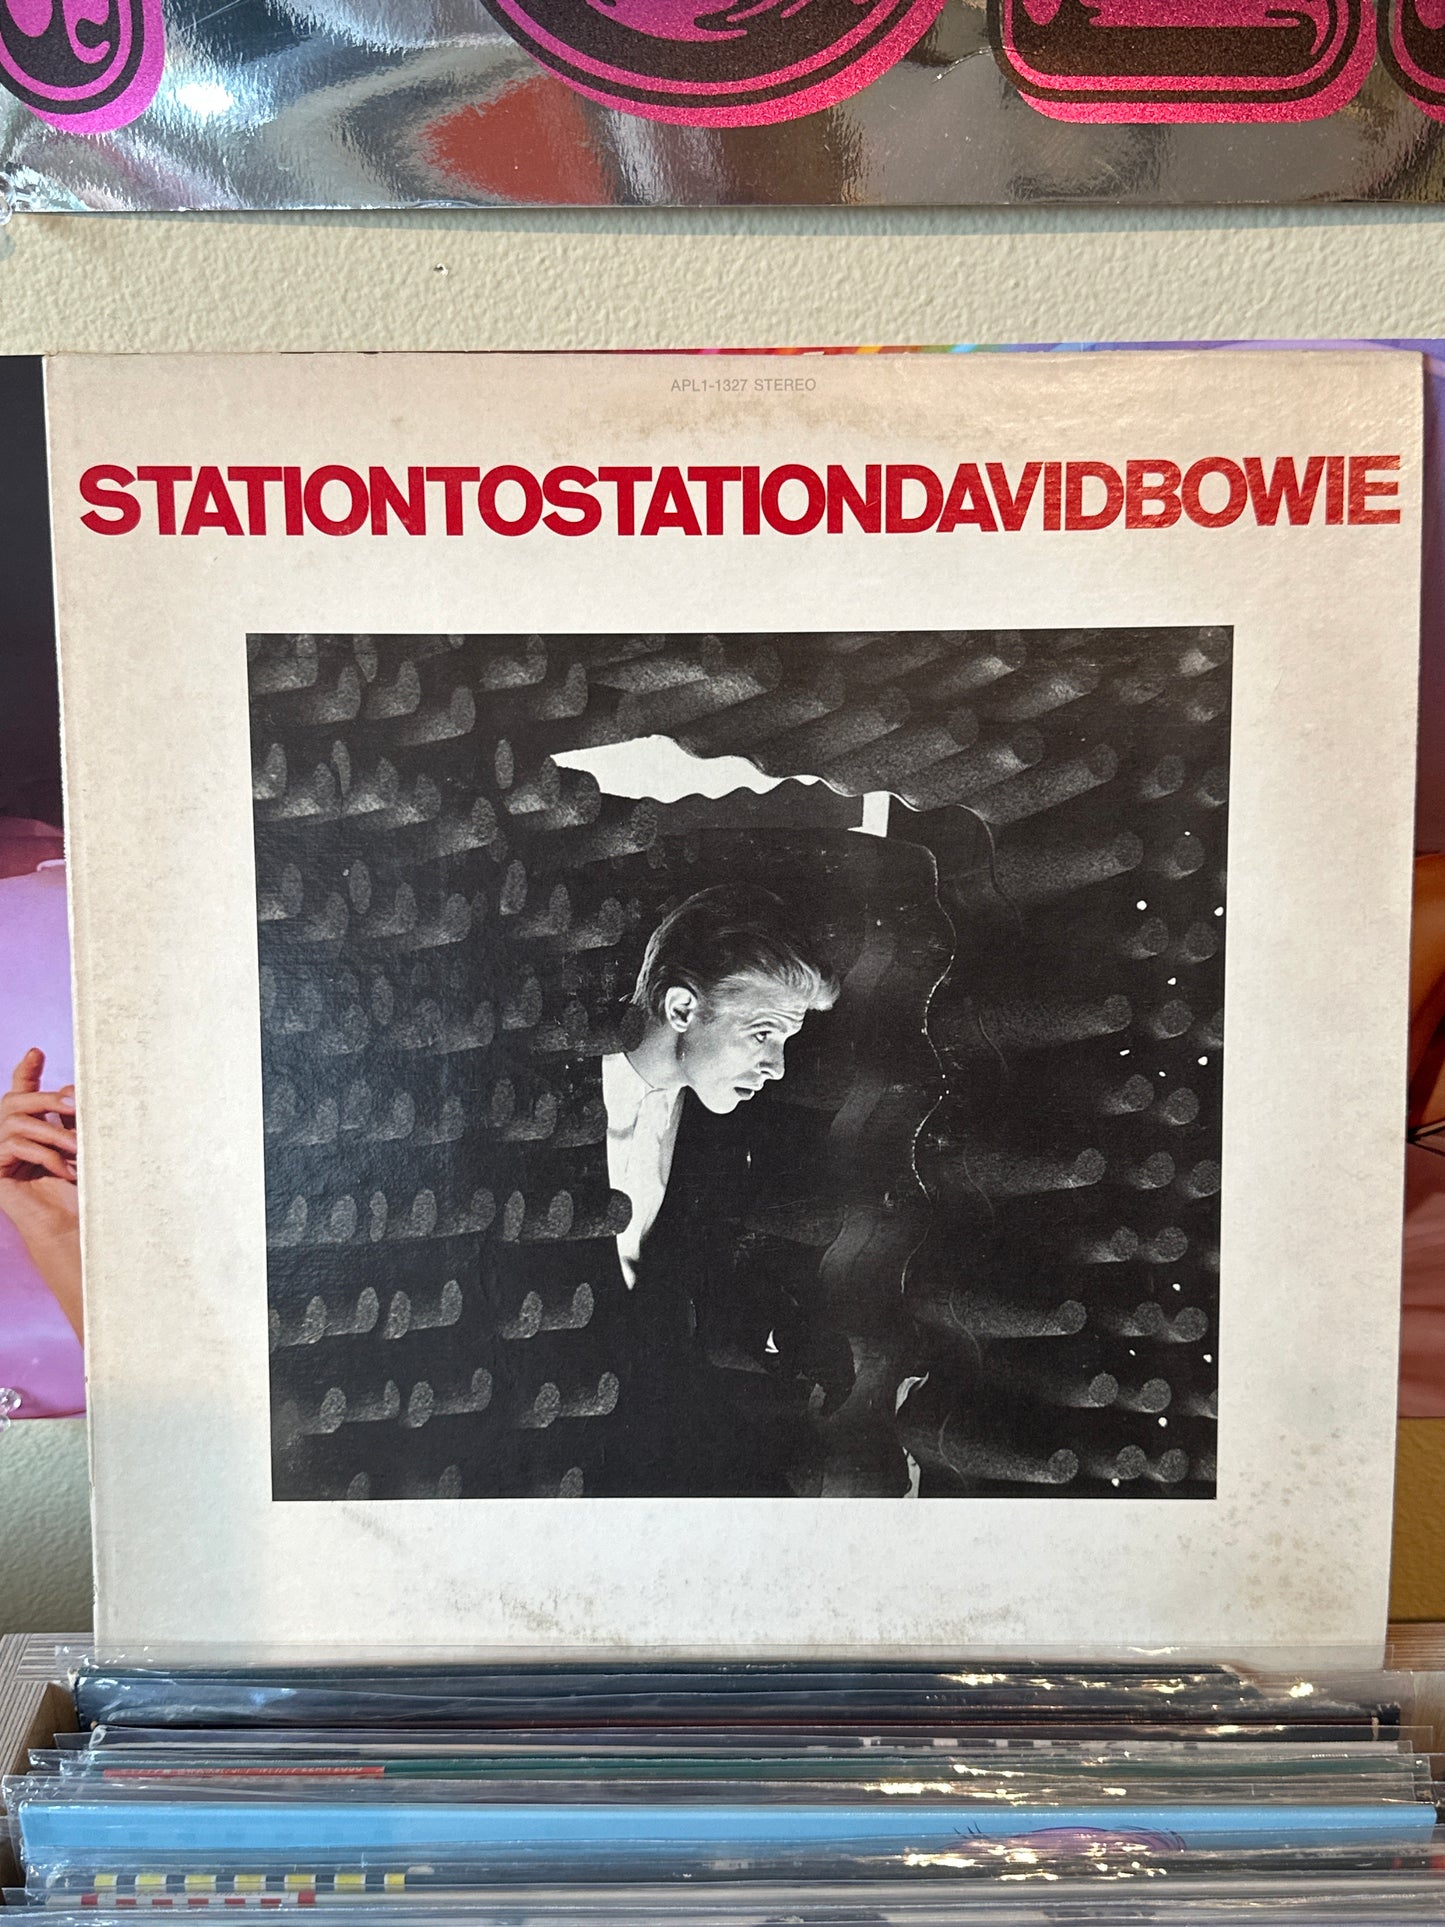 APL1-1327 STEREO
STATIONTOSTATIONDAVIDBOWIE